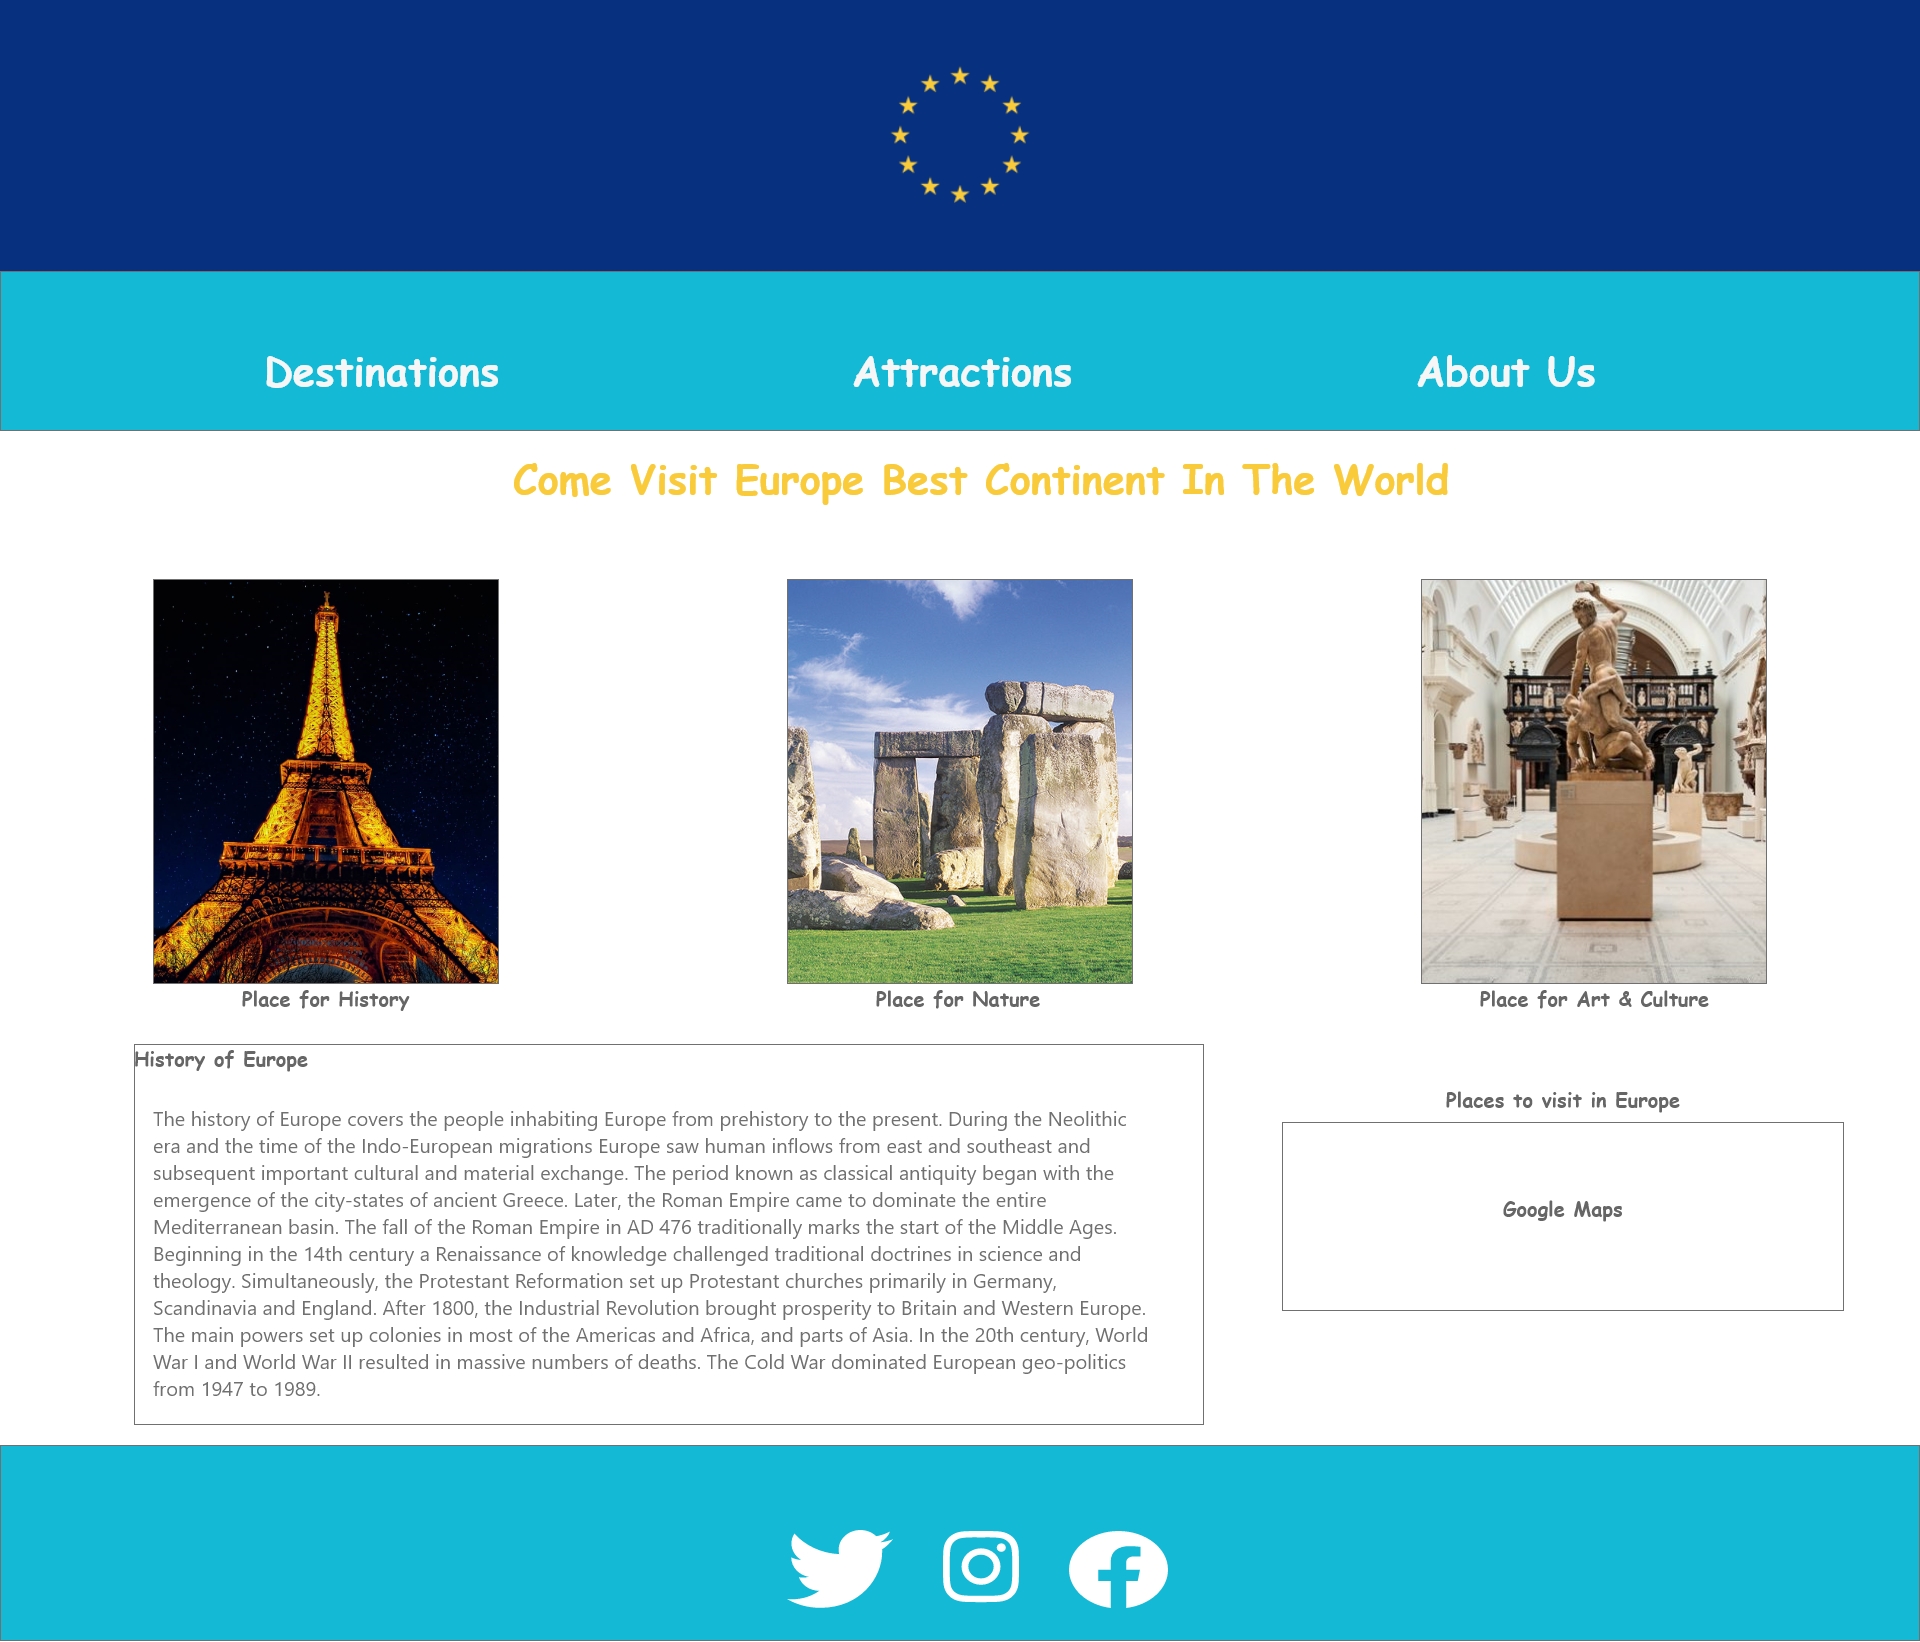 Destinations
Attractions
About Us
Come Visit Europe Best Continent In The World
Place for History
Place for Nature
Place for Art & Culture
History of Europe
The history of Europe covers the people inhabiting Europe from prehistory to the present. During the Neolithic
era and the time of the Indo-European migrations Europe saw human inflows from east and southeast and
subsequent important cultural and material exchange. The period known as classical antiquity began with the
emergence of the city-states of ancient Greece. Later, the Roman Empire came to dominate the entire
Mediterranean basin. The fall of the Roman Empire in AD 476 traditionally marks the start of the Middle Ages.
Beginning in the 14th century a Renaissance of knowledge challenged traditional doctrines in science and
theology. Simultaneously, the Protestant Reformation set up Protestant churches primarily in Germany,
Scandinavia and England. After 1800, the Industrial Revolution brought prosperity to Britain and Western Europe.
The main powers set up colonies in most of the Americas and Africa, and parts of Asia. In the 20th century, World
War I and World War II resulted in massive numbers of deaths. The Cold War dominated European geo-politics
from 1947 to 1989.
Places to visit in Europe
Google Maps